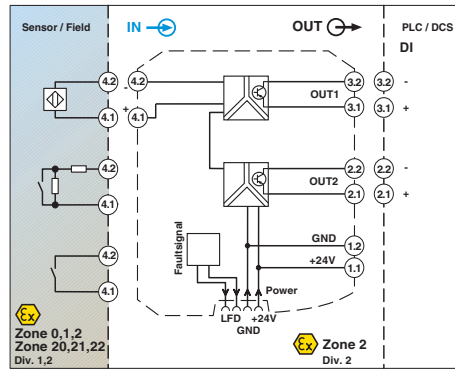 Sensor / Field
IN
OUT
PLC / DCS
DI
4.2
-
4.2
3.2
3.2
-
OUT1
4.1
+
4.1
3.1
3.1
+
4.2
2.2
2.2
-
OUT2
4.1
2.1
2.1
+
Faultsignal
GND
1.2
4.2
+24V
1.1
4.1
Power
LFD
+24V
GND
Ex
Zone 0,1,2
Zone 20,21,22
Div. 1,2
Ex
Zone 2
Div. 2